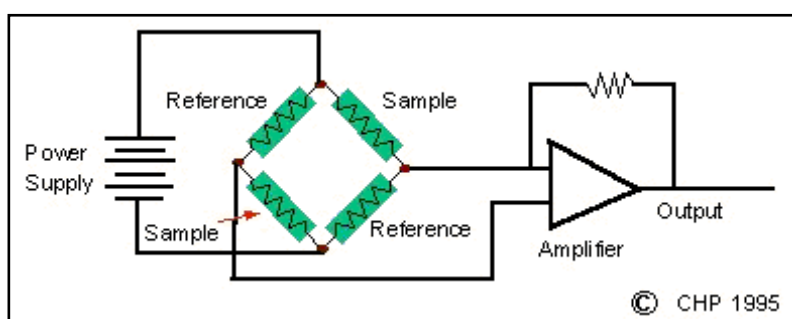 Reference
Sample
Power
Supply
Sample
Reference
Output
Amplifier
© CHP 1995